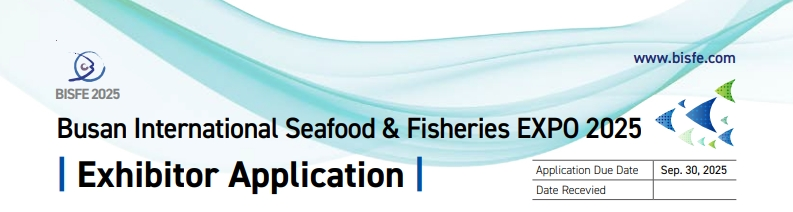 www.bisfe.com
BISFE 2025
Busan International Seafood & Fisheries EXPO 2025
| Exhibitor Application |
Application Due Date Sep. 30, 2025
Date Recevied